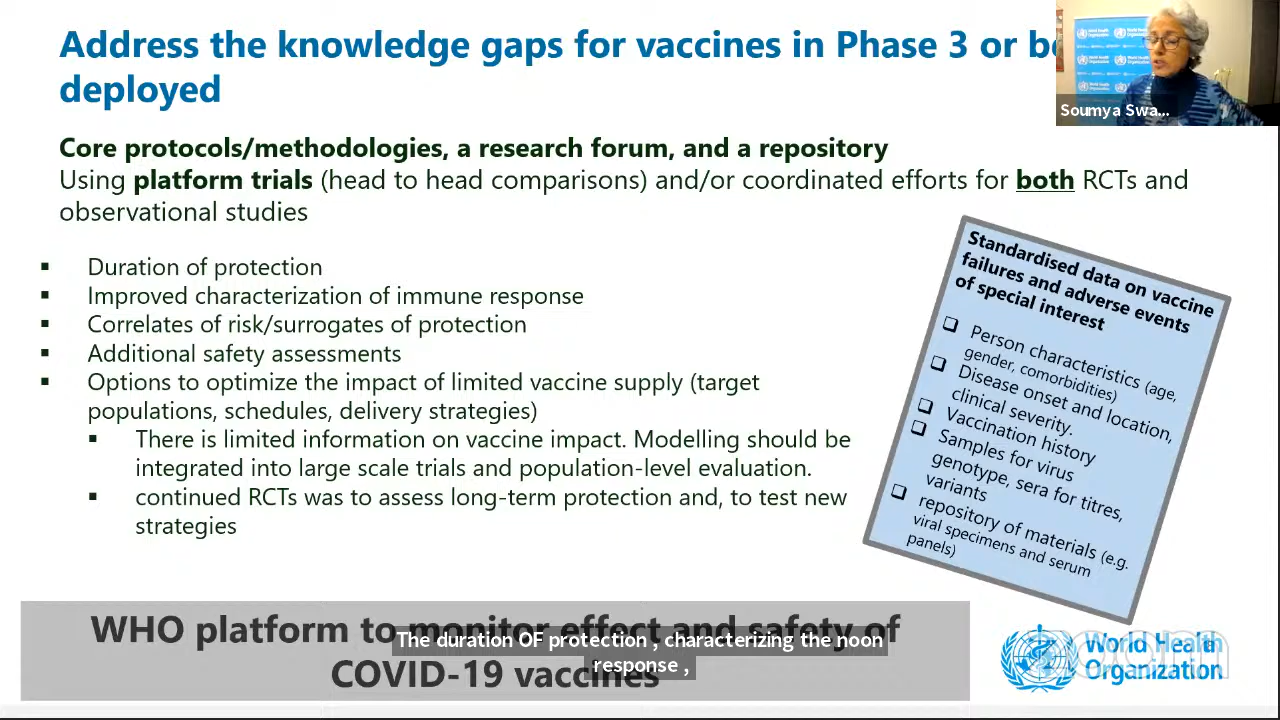 Address the knowledge gaps for vaccines in Phase 3 or be
deployed
Soumya Swa...
Core protocols/methodologies, a research forum, and a repository
Using platform trials (head to head comparisons) and/or coordinated efforts for both RCTs and
observational studies
▪ Duration of protection
▪ Improved characterization of immune response
▪ Correlates of risk/surrogates of protection
▪ Additional safety assessments
▪ Options to optimize the impact of limited vaccine supply (target
populations, schedules, delivery strategies)
▪ There is limited information on vaccine impact. Modelling should be
integrated into large scale trials and population-level evaluation.
▪ continued RCTs was to assess long-term protection and, to test new
strategies
Standardised data on vaccine
failures and adverse events
of special interest
❑ Person characteristics (age,
gender, comorbidities)
❑ Disease onset and location,
clinical severity.
❑ Vaccination history
❑ Samples for virus
genotype, sera for titres,
variants
❑ repository of materials (e.g.
viral specimens and serum
panels)
WHO platform to monitor effect and safety of
COVID-19 vaccines
The duration OF protection , characterizing the noon
response ,
World Health
Organization
zoom